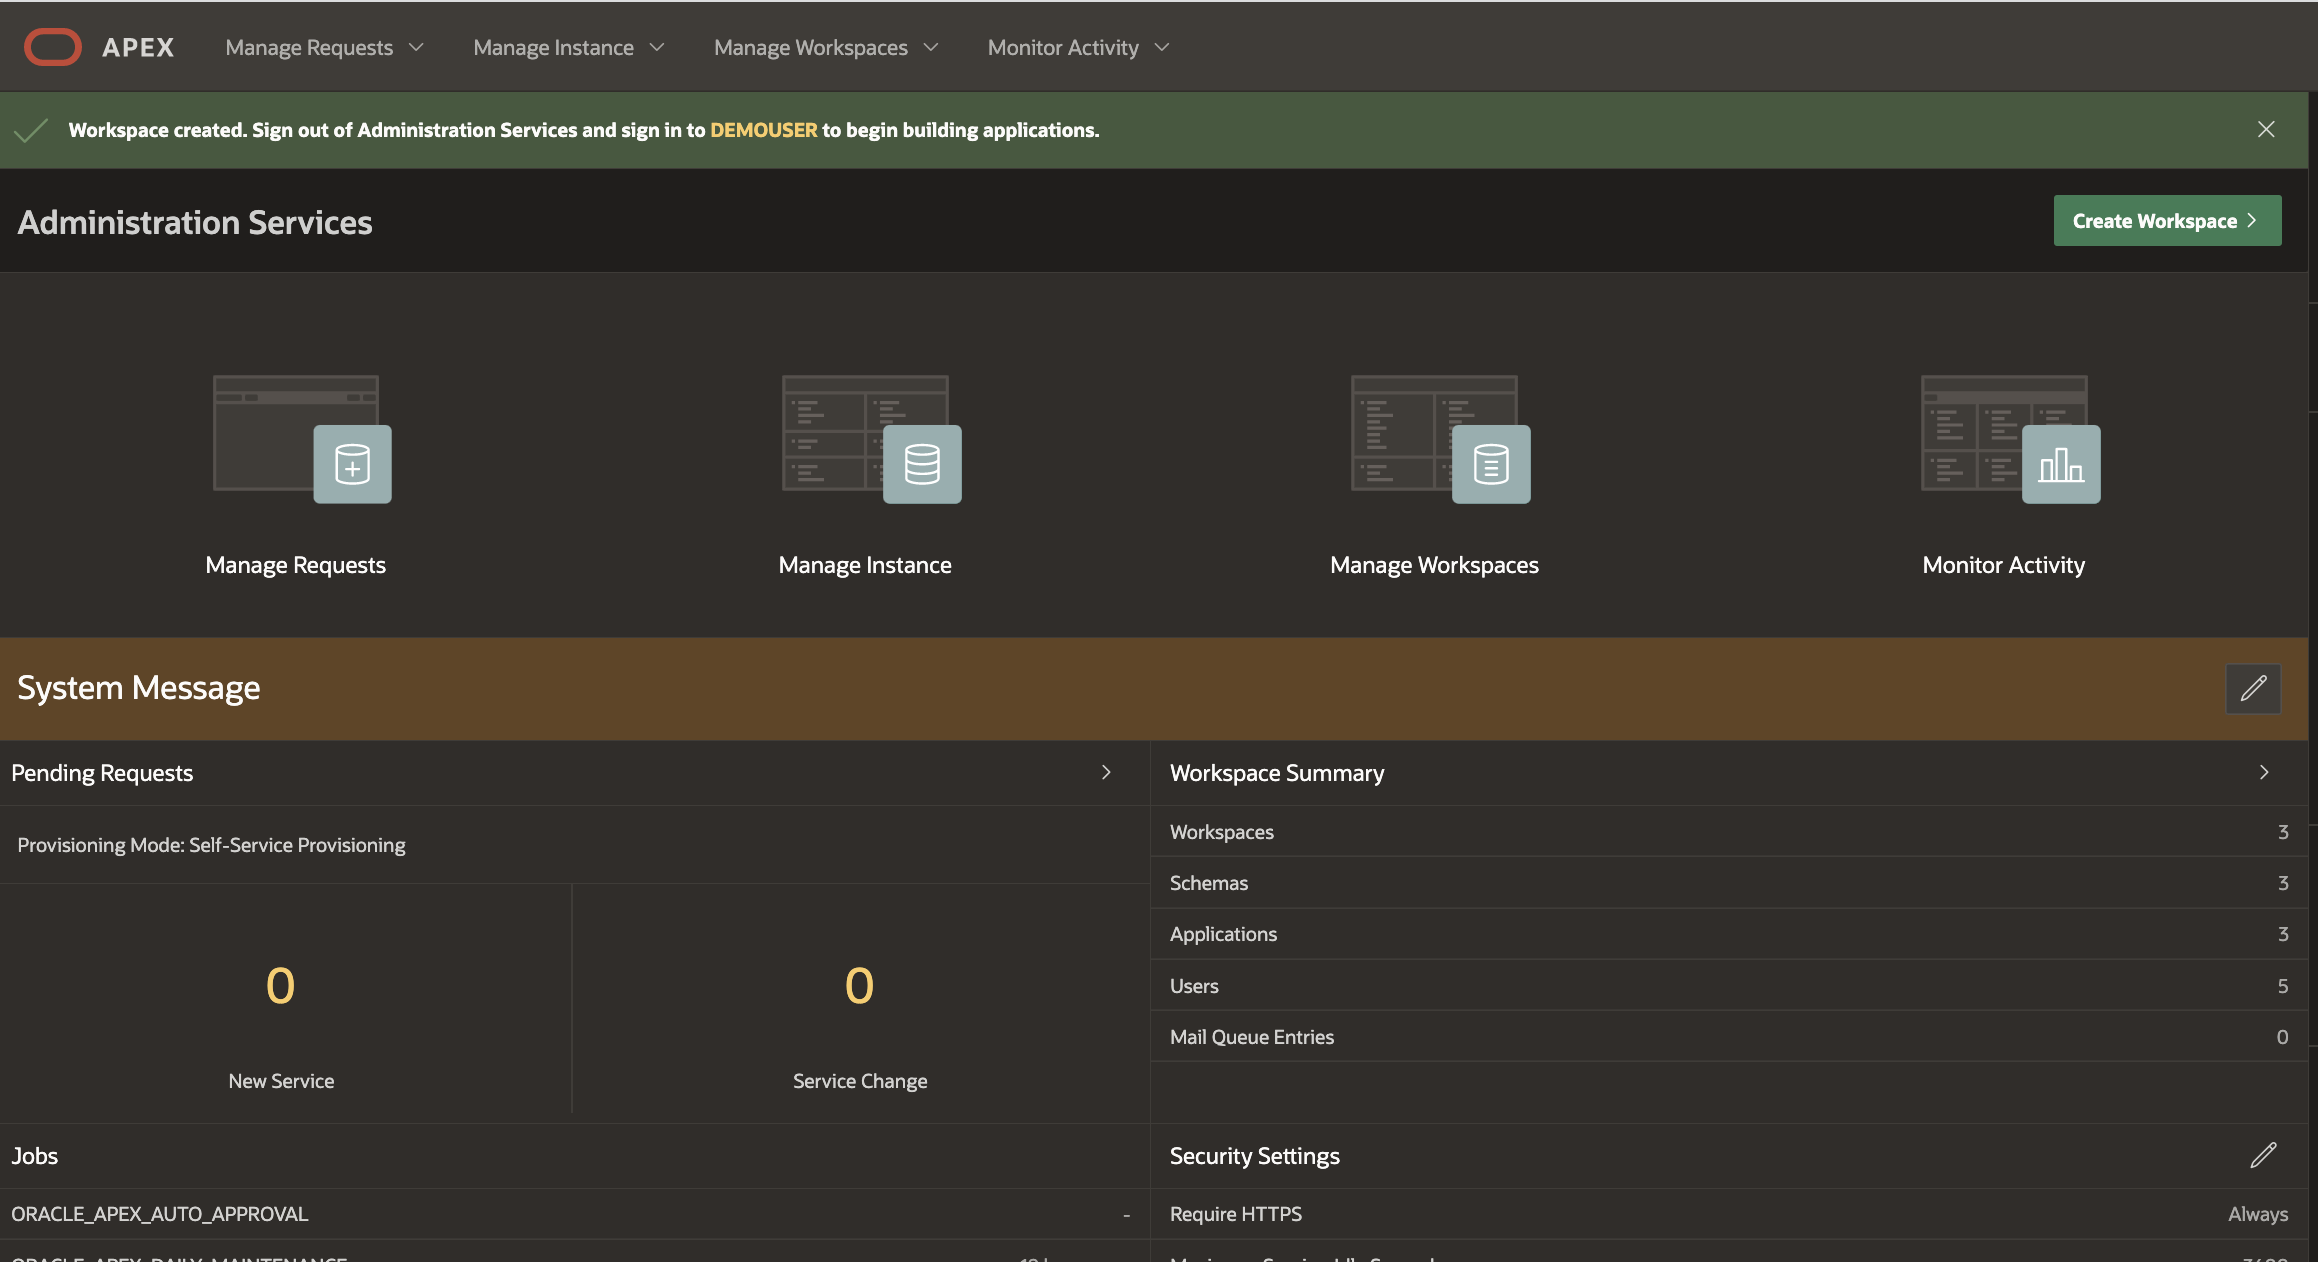 APEX Manage Requests Manage Instance Manage Workspaces Monitor Activity
Workspace created. Sign out of Administration Services and sign in to DEMOUSER to begin building applications.
Administration Services
Create Workspace
Manage Requests
Manage Instance
Manage Workspaces
Monitor Activity
System Message
Pending Requests
Provisioning Mode: Self-Service Provisioning
0
New Service
0
Service Change
Workspace Summary
Workspaces 3
Schemas 3
Applications 3
Users 5
Mail Queue Entries 0
Jobs
ORACLE_APEX_AUTO_APPROVAL -
ORACLE_APEX_DAILY_MAINTENANCE
Security Settings
Require HTTPS Always